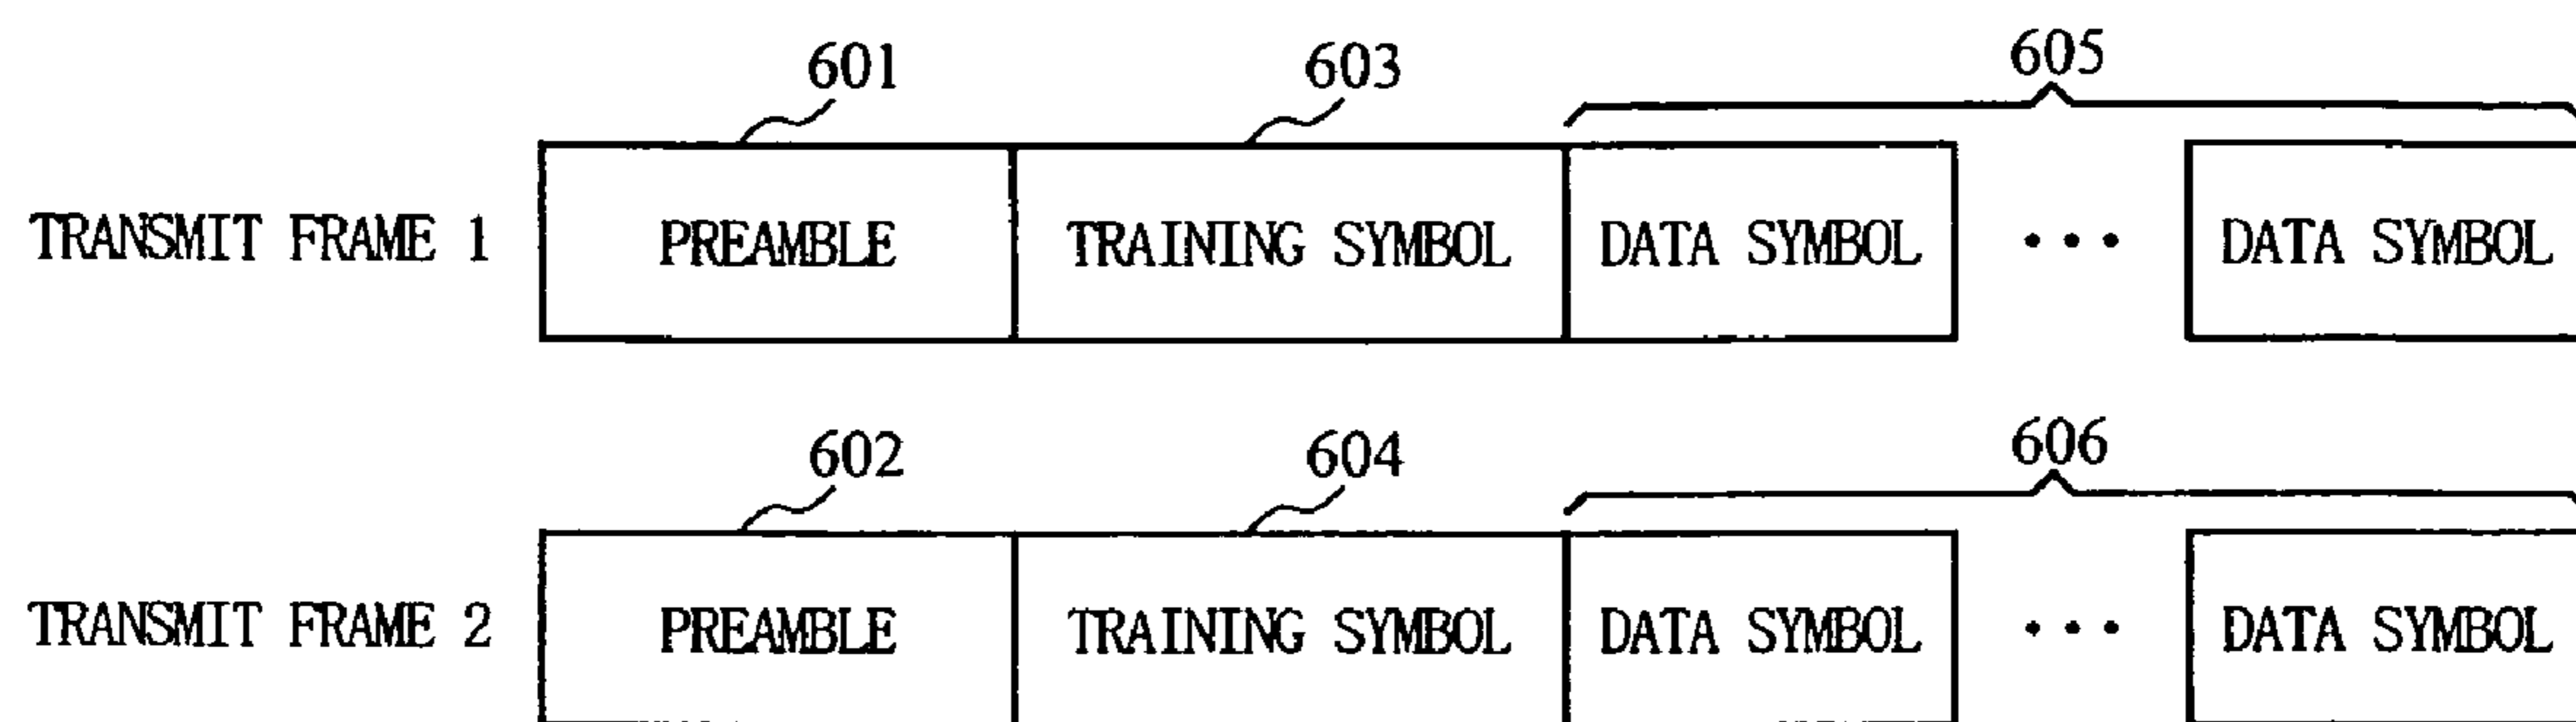 601 603 605
TRANSMIT FRAME 1 PREAMBLE TRAINING SYMBOL DATA SYMBOL ••• DATA SYMBOL
602 604 606
TRANSMIT FRAME 2 PREAMBLE TRAINING SYMBOL DATA SYMBOL ••• DATA SYMBOL